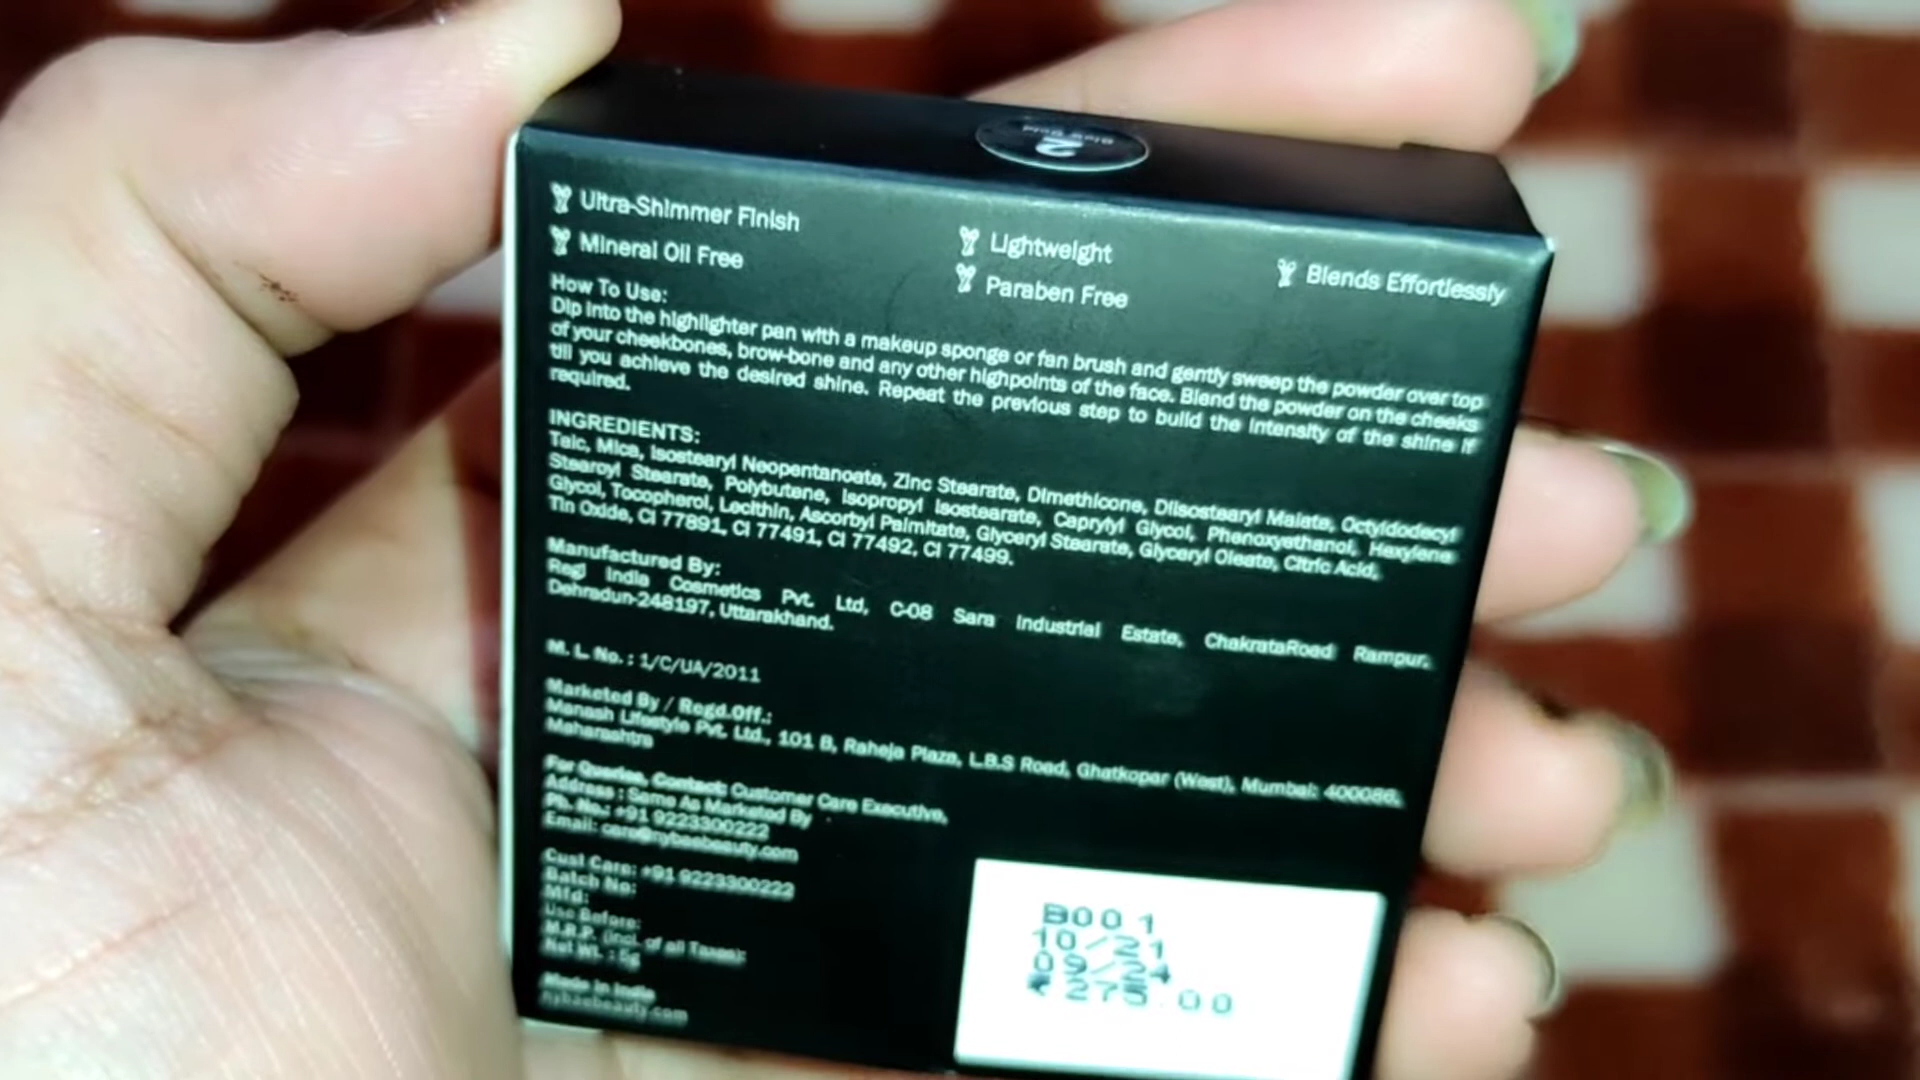 2
Ultra-Shimmer Finish
Lightweight
Blends Effortlessly
Mineral Oil Free
Paraben Free
How To Use:
Dip into the highlighter pan with a makeup sponge or fan brush and gently sweep the powder over top
of your cheekbones, brow-bone and any other highpoints of the face. Blend the powder on the cheeks
till you achieve the desired shine. Repeat the previous step to build the intensity of the shine if
required.
INGREDIENTS:
Talc, Mica, Isostearyl Neopentanoate, Zinc Stearate, Dimethicone, Diisostearyl Malate, Octyldodecyl
Stearoyl Stearate, Polybutene, Isopropyl Isostearate, Caprylyl Glycol, Phenoxyethanol, Hexylene
Glycol, Tocopherol, Lecithin, Ascorbyl Palmitate, Glyceryl Stearate, Glyceryl Oleate, Citric Acid,
Tin Oxide, CI 77891, CI 77491, CI 77492, CI 77499.
Manufactured By:
Regi India Cosmetics Pvt. Ltd, C-08 Sara Industrial Estate, ChakrataRoad Rampur,
Dehradun-248197, Uttarakhand.
M. L. No. : 1/C/UA/2011
Marketed By / Regd.Off.:
Manash Lifestyle Pvt. Ltd., 101 B, Raheja Plaza, L.B.S Road, Ghatkopar (West), Mumbai: 400086,
Maharashtra
For Queries, Contact: Customer Care Executive,
Address : Same As Marketed By
Ph. No.: +91 9223300222
Email: care@nybaebeauty.com
Cust Care: +91 9223300222
Batch No:
Mfd:
Use Before:
M.R.P. (incl. of all Taxes):
Net Wt. : 5g
Made in India
nybaebeauty.com
B001
10/21
09/24
₹ 275.00